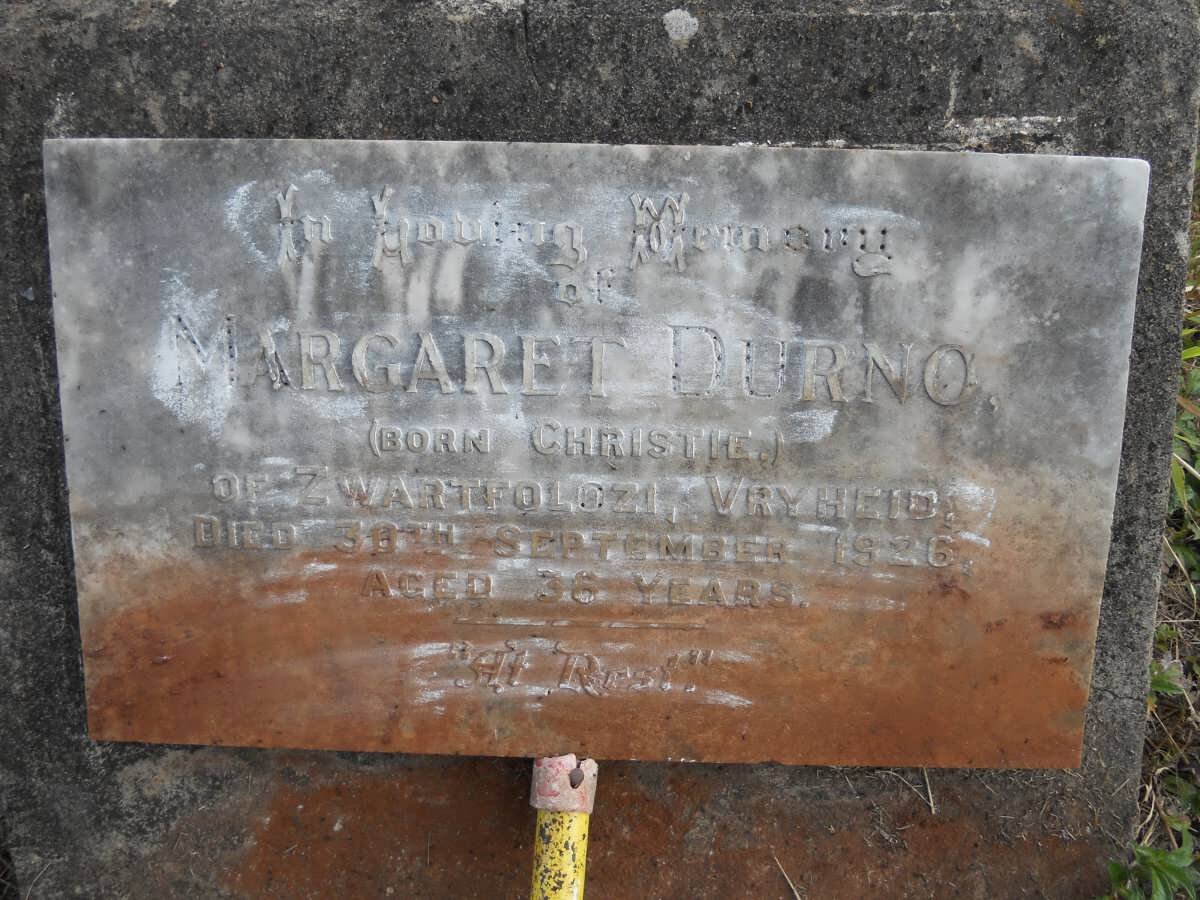 In Loving Memory
of
MARGARET DURNO,
(BORN CHRISTIE.)
OF ZWARTFOLOZI, VRYHEID,
DIED 30TH SEPTEMBER 1926,
AGED 36 YEARS.
"At Rest."